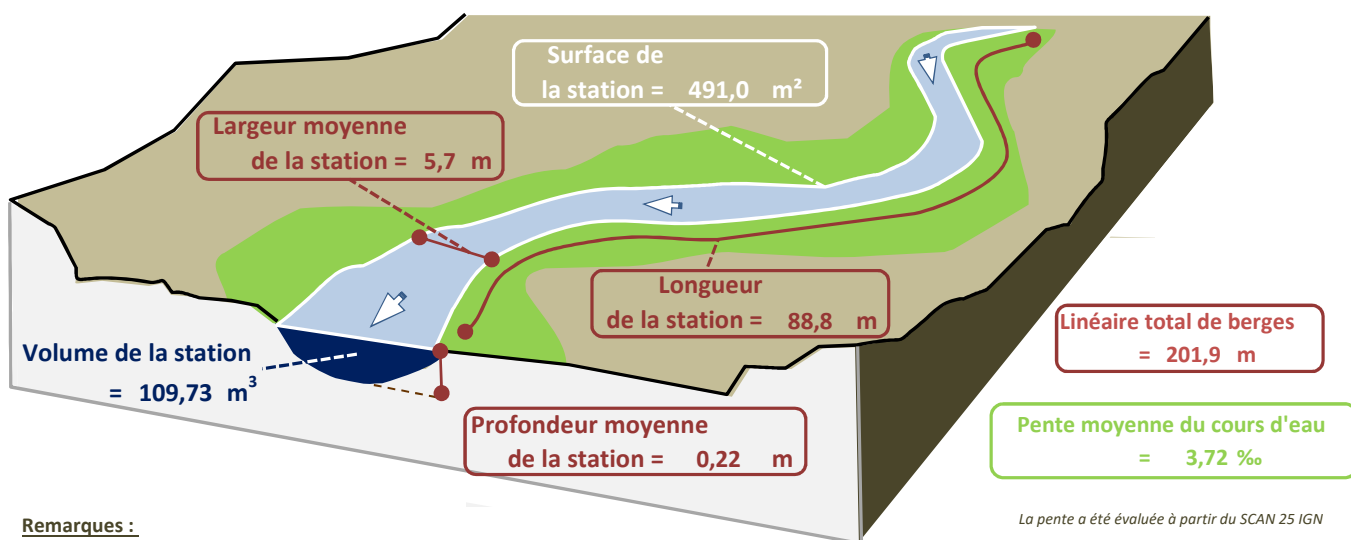 Surface de
la station = 491,0 m²
Largeur moyenne
de la station = 5,7 m
Longueur
de la station = 88,8 m
Linéaire total de berges
= 201,9 m
Volume de la station
= 109,73 m³
Profondeur moyenne
de la station = 0,22 m
Pente moyenne du cours d'eau
= 3,72 ‰
Remarques :
La pente a été évaluée à partir du SCAN 25 IGN